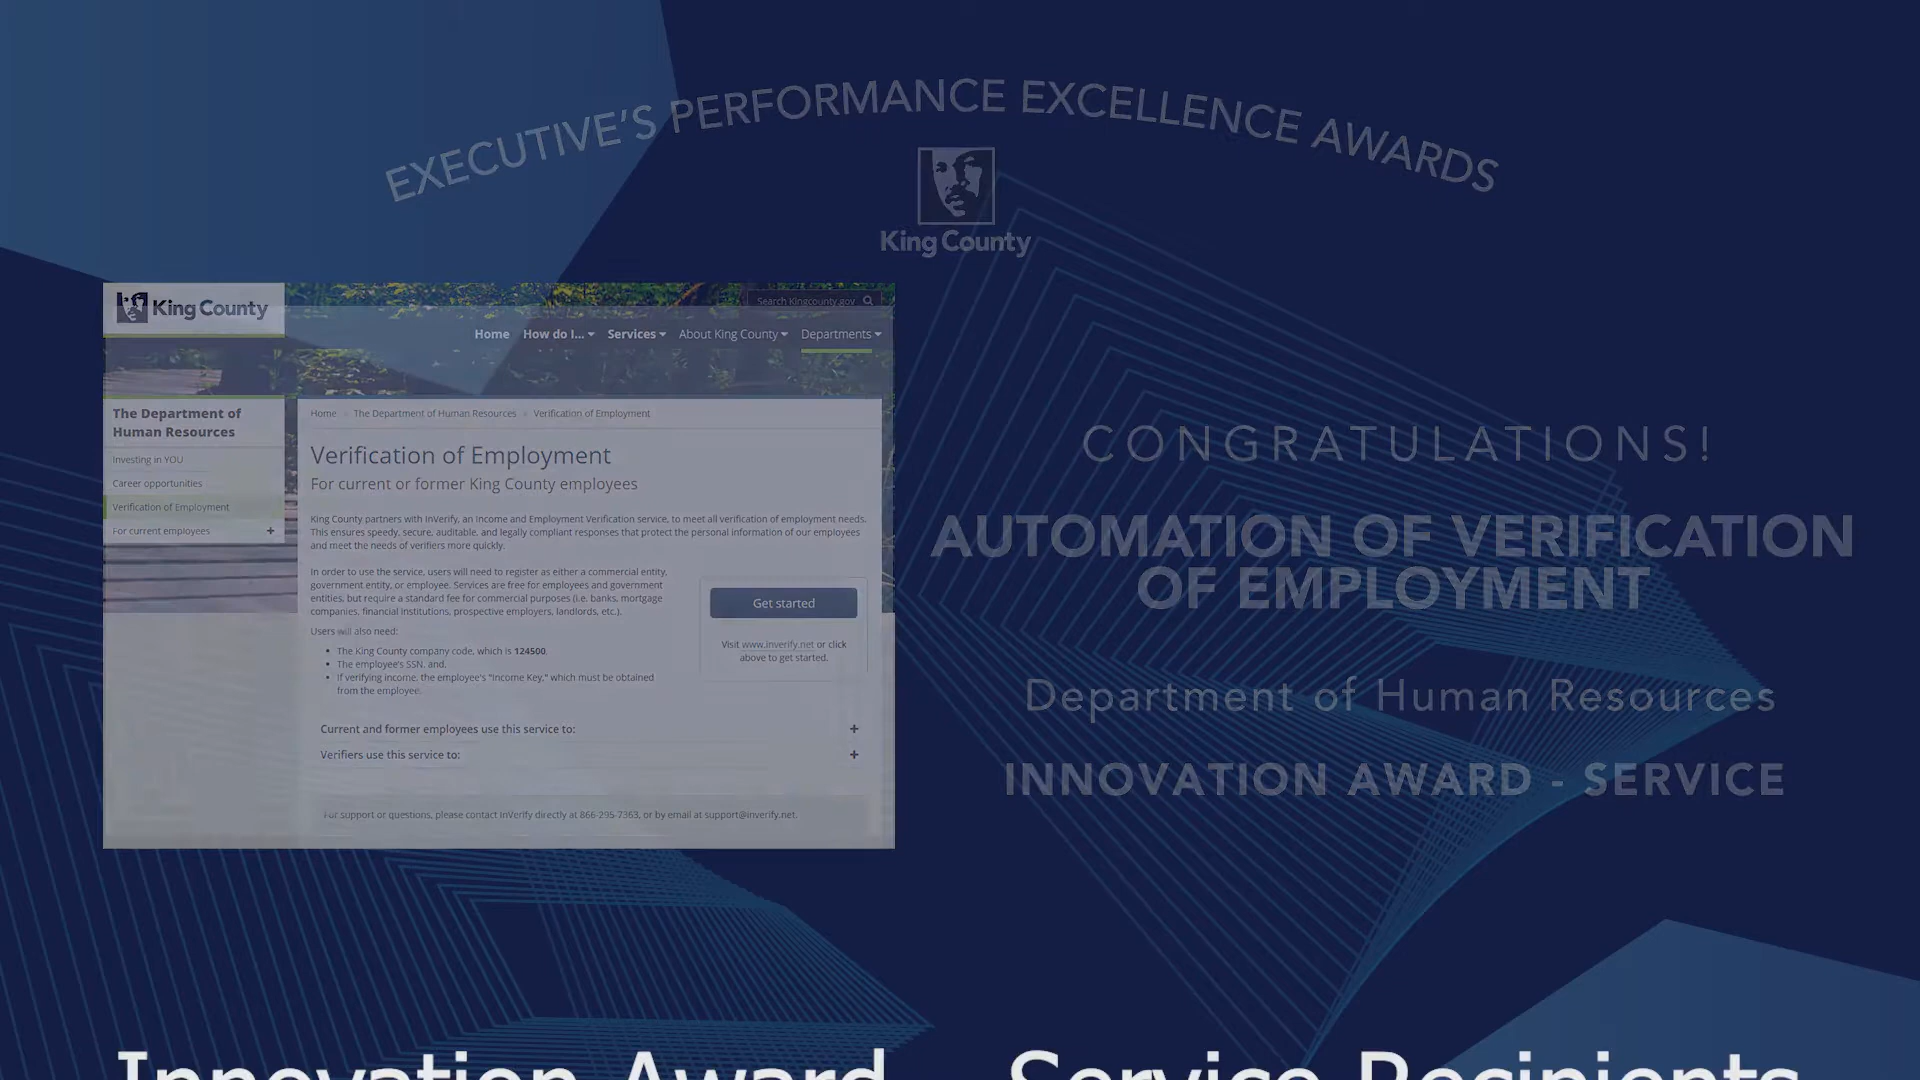 EXECUTIVE'S PERFORMANCE EXCELLENCE AWARDS
King County
King County
Search Kingcounty.gov
Home How do I... Services About King County Departments
The Department of
Human Resources
Investing in YOU
Career opportunities
Verification of Employment
For current employees +
Home The Department of Human Resources Verification of Employment
Verification of Employment
For current or former King County employees
King County partners with InVerify, an Income and Employment Verification service, to meet all verification of employment needs.
This ensures speedy, secure, auditable, and legally compliant responses that protect the personal information of our employees
and meet the needs of verifiers more quickly.
In order to use the service, users will need to register as either a commercial entity,
government entity, or employee. Services are free for employees and government
entities, but require a standard fee for commercial purposes (i.e. banks, mortgage
companies, financial institutions, prospective employers, landlords, etc.).
Users will also need:
• The King County company code, which is 124500
• The employee's SSN, and,
• If verifying income, the employee's "Income Key," which must be obtained
from the employee.
Get started
Visit www.inverify.net or click
above to get started.
Current and former employees use this service to: +
Verifiers use this service to: +
For support or questions, please contact InVerify directly at 866-295-7363, or by email at support@inverify.net.
CONGRATULATIONS!
AUTOMATION OF VERIFICATION
OF EMPLOYMENT
Department of Human Resources
INNOVATION AWARD - SERVICE
Innovation Award Service Recipients